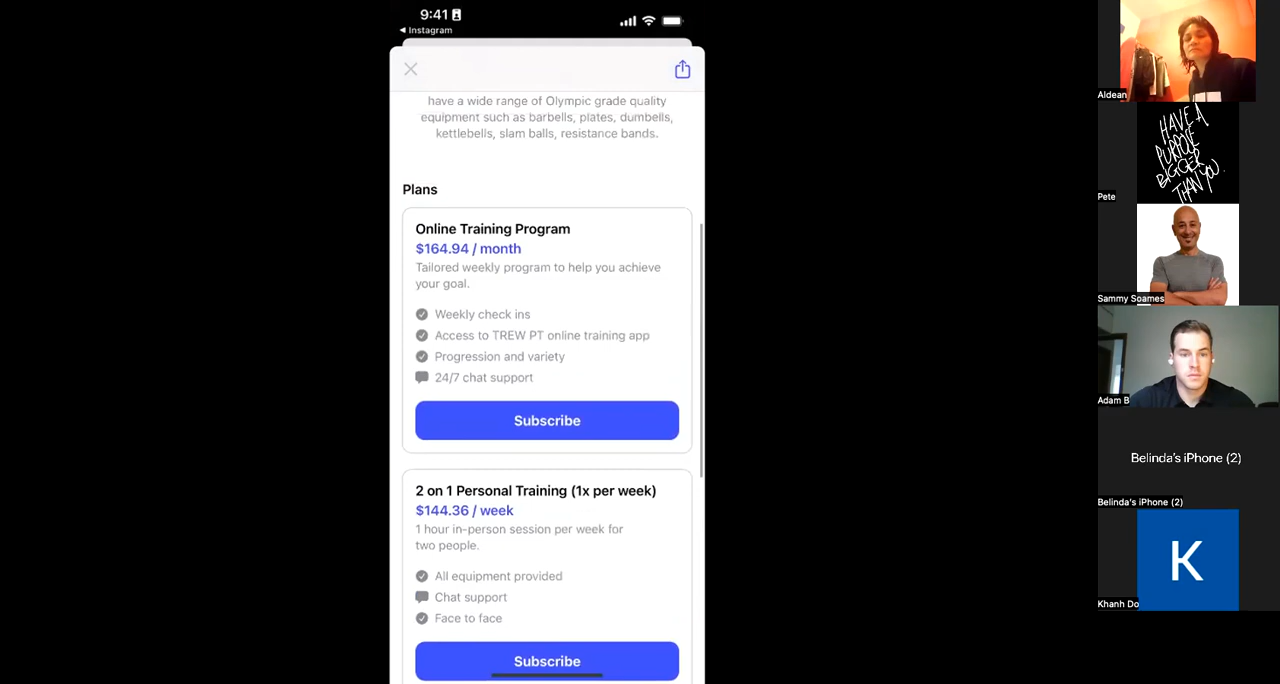 9:41
◀ Instagram
have a wide range of Olympic grade quality
equipment such as barbells, plates, dumbells,
kettlebells, slam balls, resistance bands.
Plans
Online Training Program
$164.94 / month
Tailored weekly program to help you achieve
your goal.
Weekly check ins
Access to TREW PT online training app
Progression and variety
24/7 chat support
Subscribe
2 on 1 Personal Training (1x per week)
$144.36 / week
1 hour in-person session per week for
two people.
All equipment provided
Chat support
Face to face
Subscribe
Aldean
HAVE A
PURPOSE
BIGGER
THAN YOU.
Pete
Sammy Soames
Adam B
Belinda's iPhone (2)
Belinda's iPhone (2)
K
Khanh Do